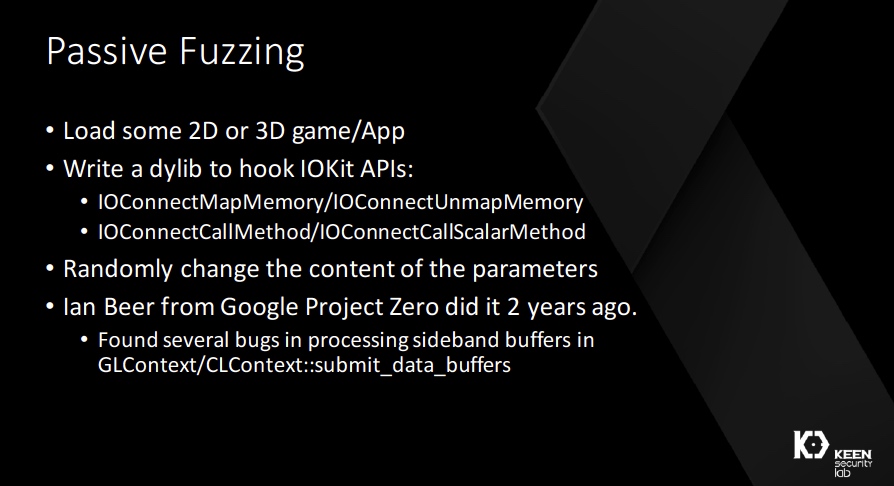 Passive Fuzzing
• Load some 2D or 3D game/App
• Write a dylib to hook IOKit APIs:
• IOConnectMapMemory/IOConnectUnmapMemory
• IOConnectCallMethod/IOConnectCallScalarMethod
• Randomly change the content of the parameters
• Ian Beer from Google Project Zero did it 2 years ago.
• Found several bugs in processing sideband buffers in
GLContext/CLContext::submit_data_buffers
KEEN
security
lab